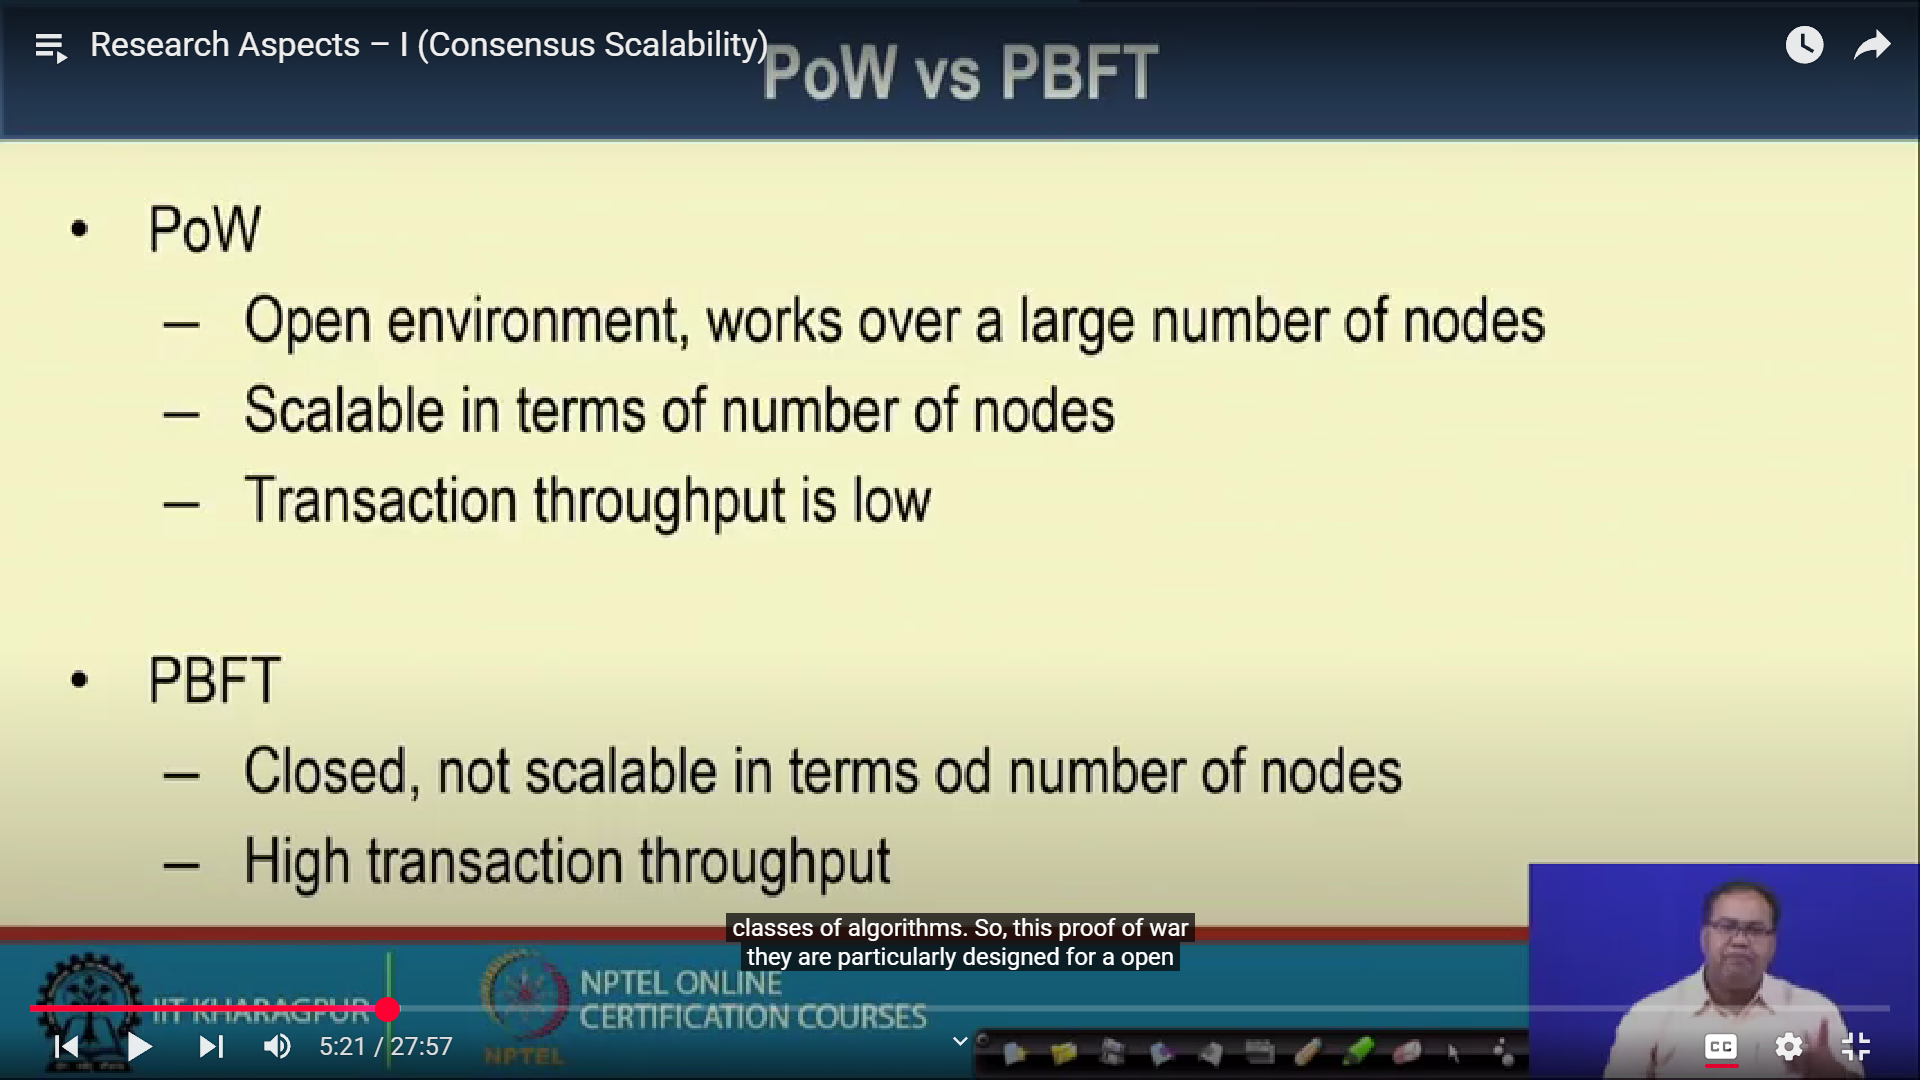 Research Aspects – I (Consensus Scalability)
PoW vs PBFT
• PoW
– Open environment, works over a large number of nodes
– Scalable in terms of number of nodes
– Transaction throughput is low
• PBFT
– Closed, not scalable in terms od number of nodes
– High transaction throughput
classes of algorithms. So, this proof of war
they are particularly designed for a open
IIT KHARAGPUR
NPTEL
NPTEL ONLINE
CERTIFICATION COURSES
5:21 / 27:57
CC